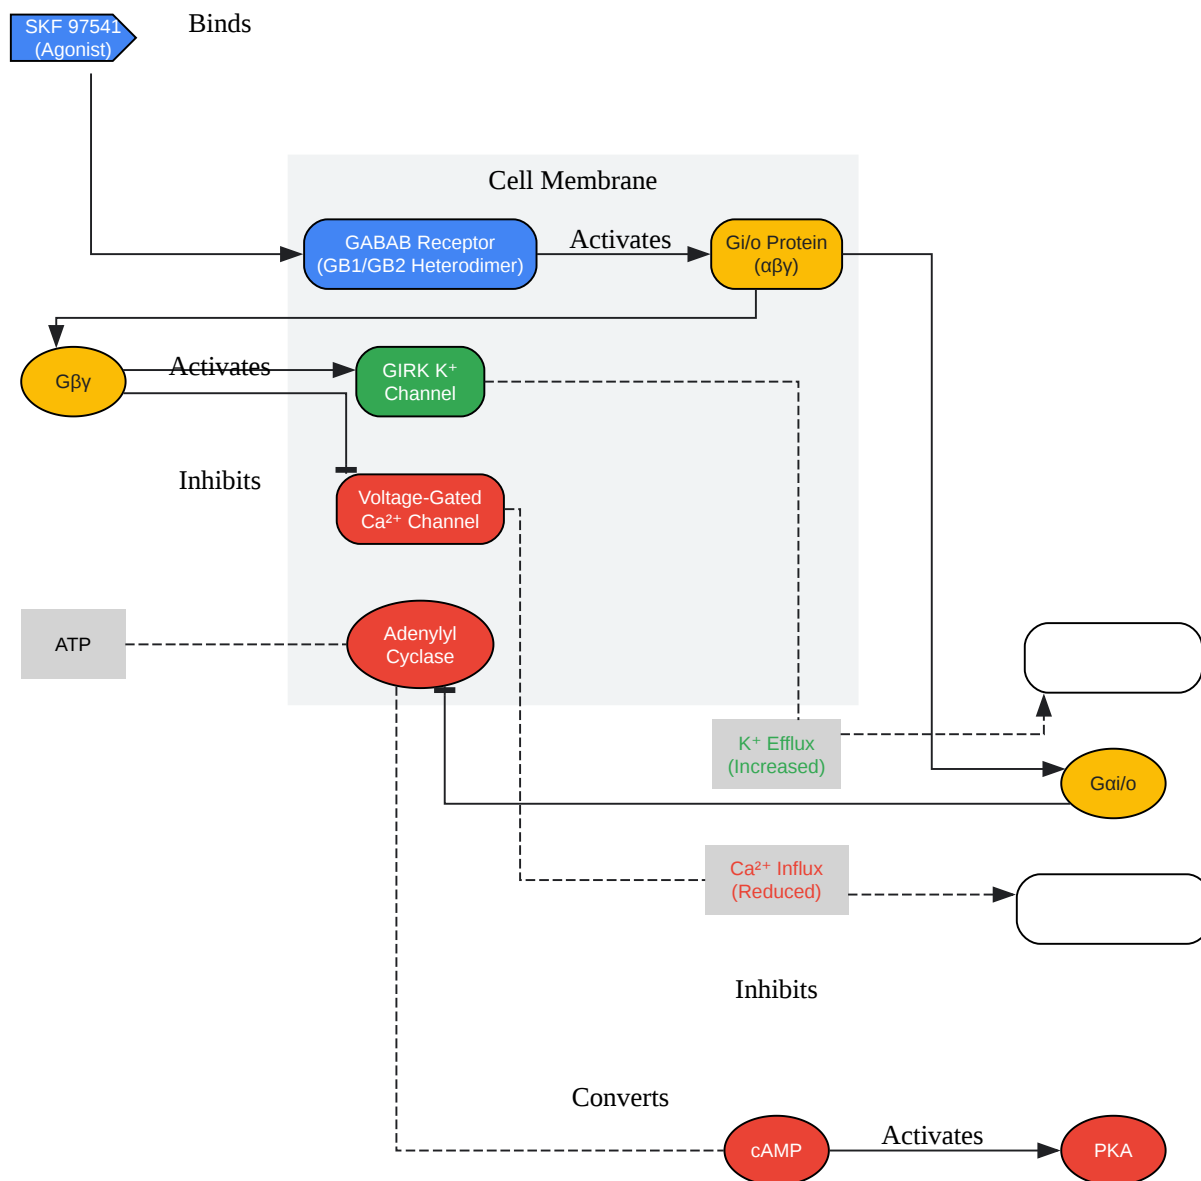 SKF 97541
(Agonist)
Binds
Cell Membrane
GABAB Receptor
(GB1/GB2 Heterodimer)
Activates
Gi/o Protein
(αβγ)
Gβγ
Activates
GIRK K⁺
Channel
Inhibits
Voltage-Gated
Ca²⁺ Channel
ATP
Adenylyl
Cyclase
K⁺ Efflux
(Increased)
Gαi/o
Ca²⁺ Influx
(Reduced)
Inhibits
Converts
cAMP
Activates
PKA